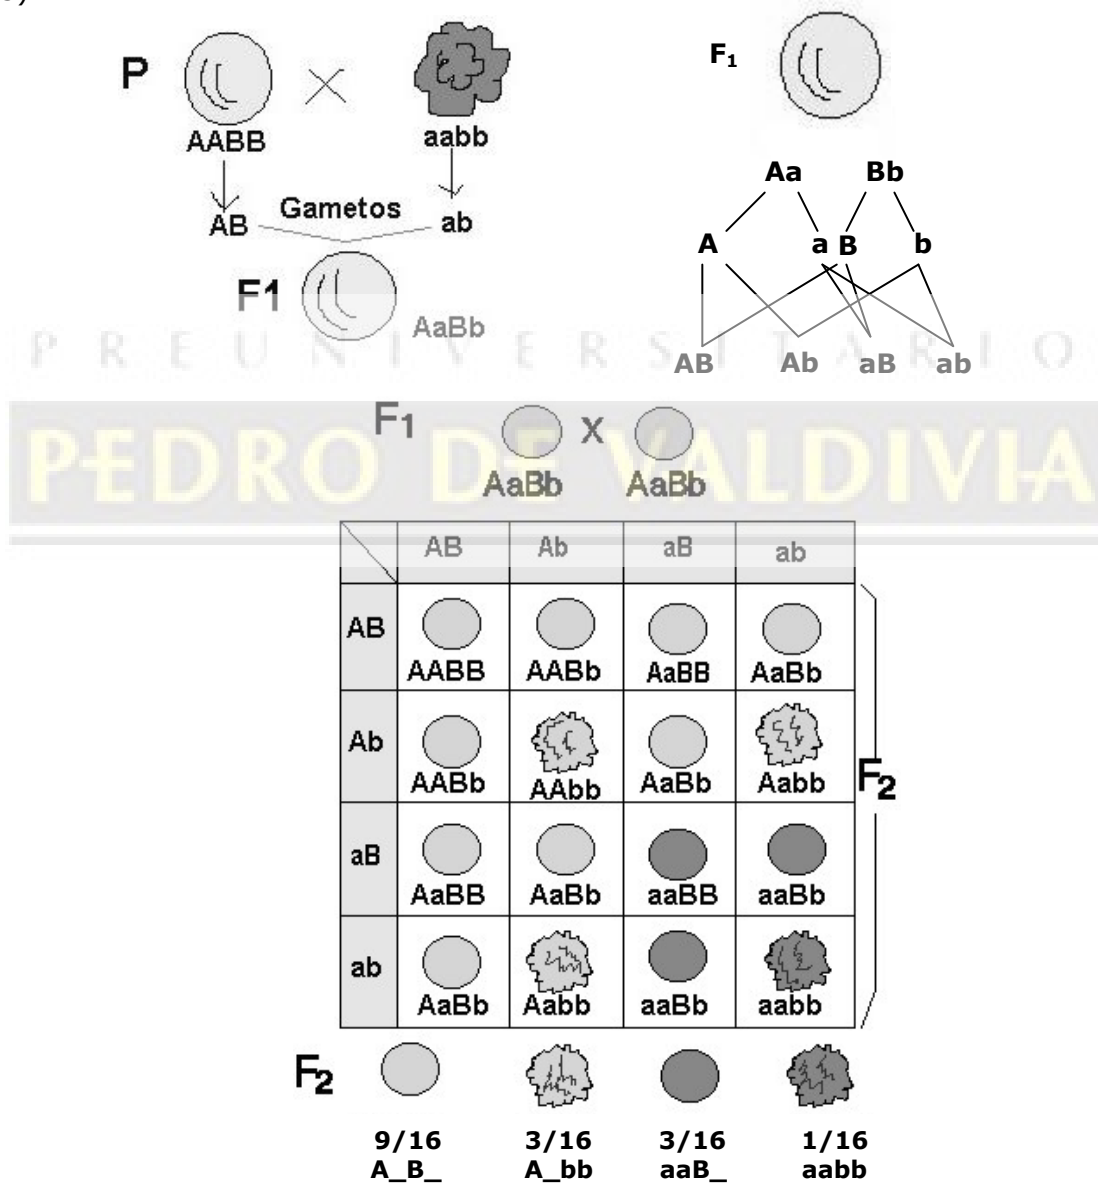 P
X
AABB
aabb
AB
Gametos
ab
F1
AaBb
F1
Aa Bb
A a B b
AB Ab aB ab
PREUNIVERSITARIO
PEDRO DE VALDIVIA
F1
X
AaBb AaBb
AB Ab aB ab
AB
AABB AABb AaBB AaBb
Ab
AABb AAbb AaBb Aabb
F2
aB
AaBB AaBb aaBB aaBb
ab
AaBb Aabb aaBb aabb
F2
9/16 3/16 3/16 1/16
A_B_ A_bb aaB_ aabb